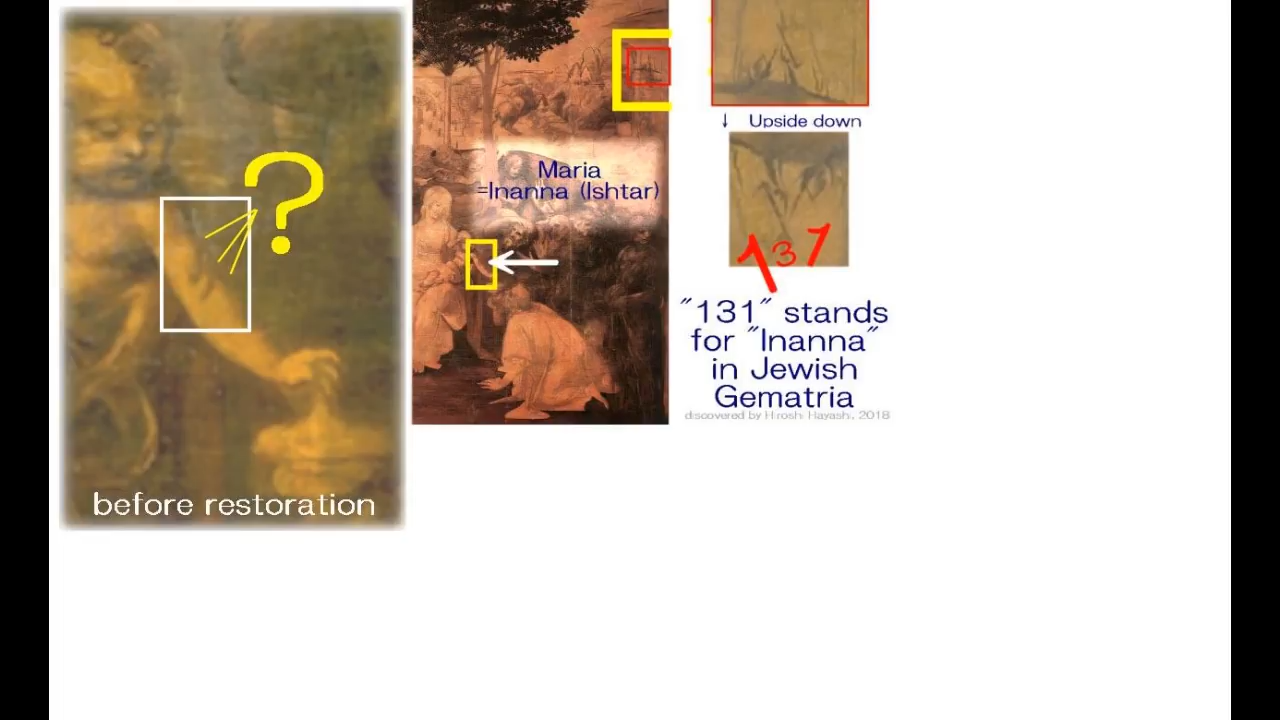 ?
before restoration
Maria
=Inanna (Ishtar)
↓ Upside down
131
"131" stands
for "Inanna"
in Jewish
Gematria
discovered by Hiroshi Hayashi, 2018